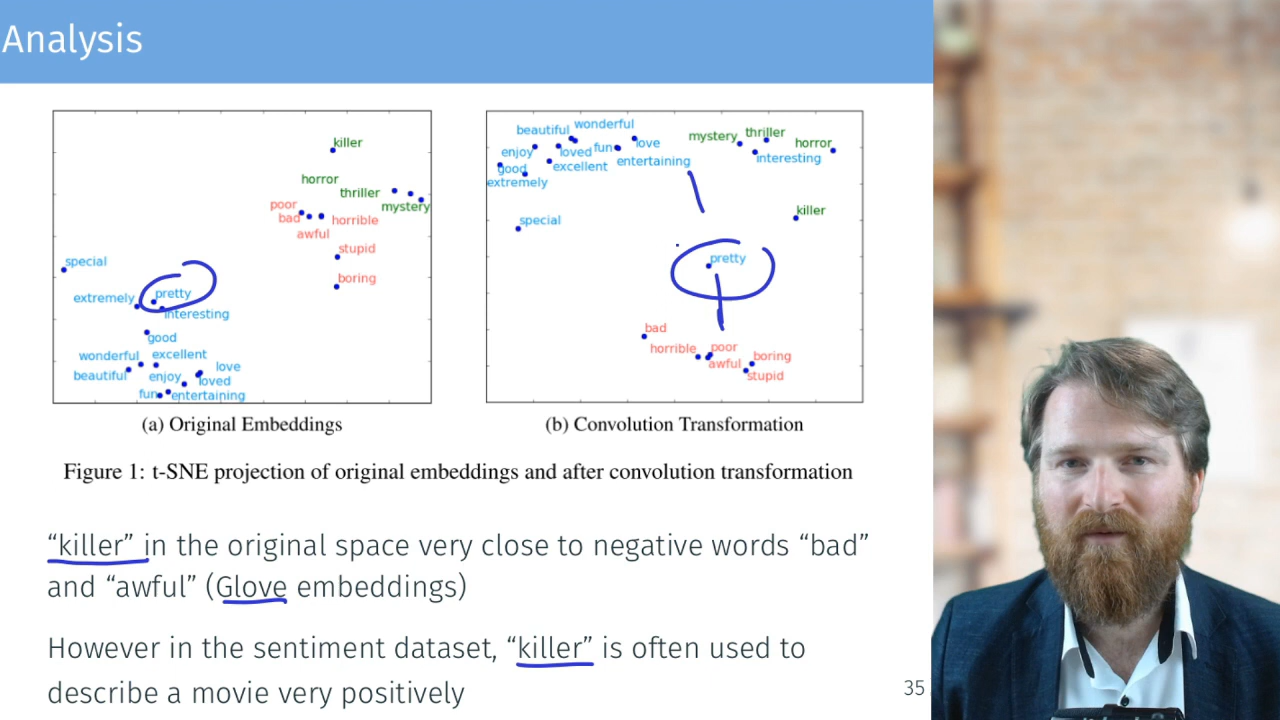 Analysis
killer
horror
thriller
mystery
poor
bad
horrible
awful
stupid
boring
special
extremely
pretty
interesting
good
wonderful
excellent
beautiful
enjoy
love
loved
fun
entertaining
(a) Original Embeddings
beautiful
wonderful
enjoy
loved
fun
love
good
excellent
entertaining
extremely
mystery
thriller
horror
interesting
special
killer
pretty
bad
horrible
poor
awful
boring
stupid
(b) Convolution Transformation
Figure 1: t-SNE projection of original embeddings and after convolution transformation
“killer” in the original space very close to negative words “bad”
and “awful” (Glove embeddings)
However in the sentiment dataset, “killer” is often used to
describe a movie very positively
35